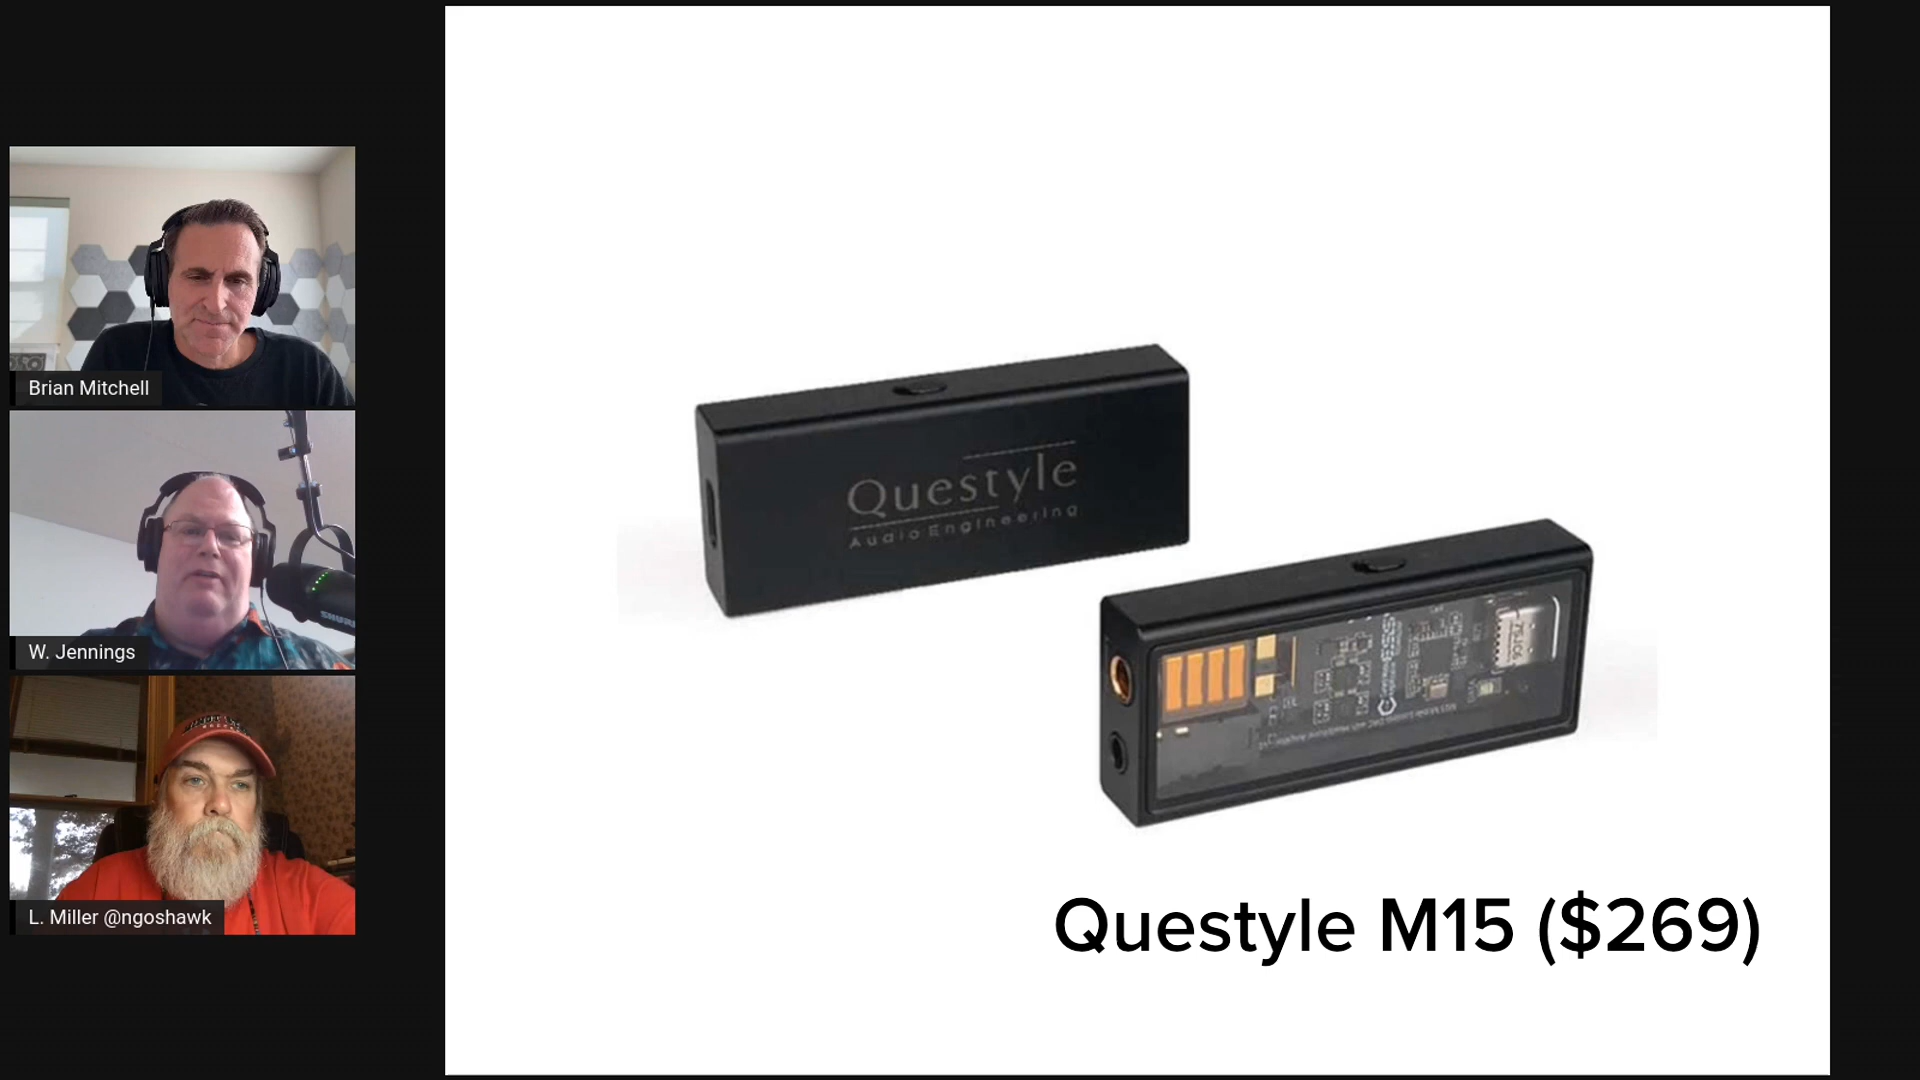 Brian Mitchell
W. Jennings
L. Miller @ngoshawk
Questyle
Audio Engineering
Questyle M15 ($269)